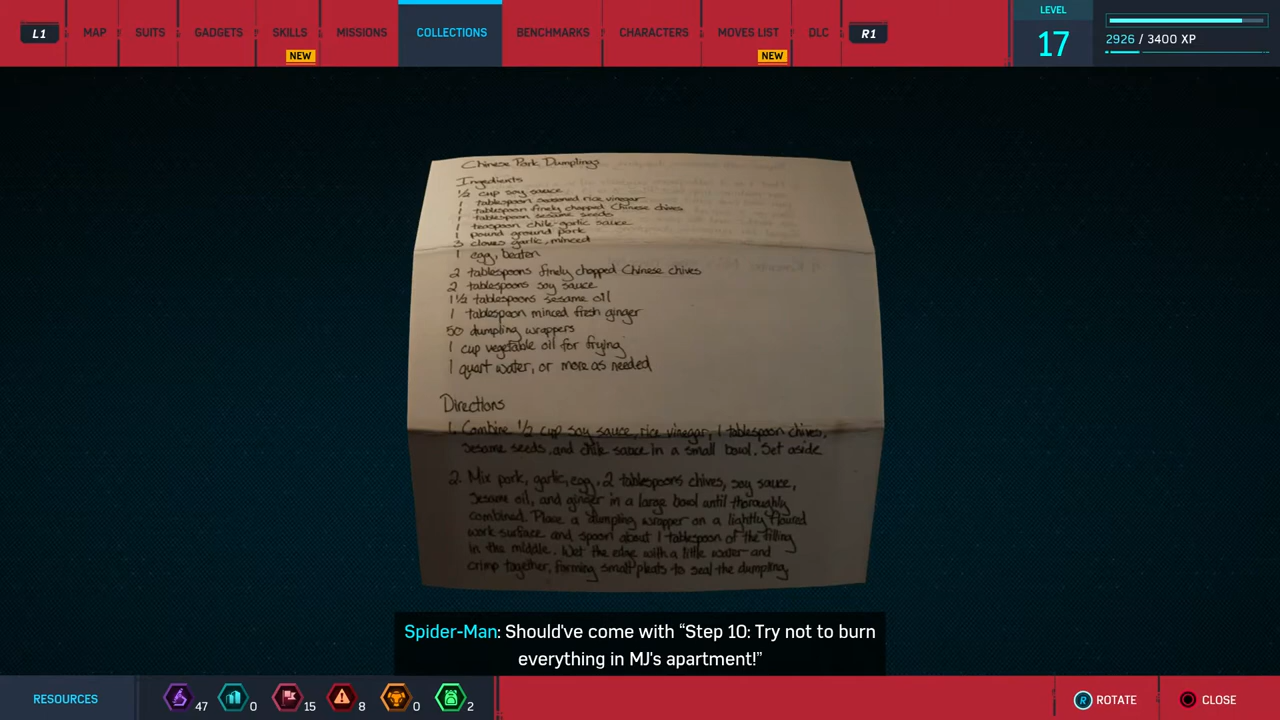 L1 MAP SUITS GADGETS SKILLS MISSIONS COLLECTIONS BENCHMARKS CHARACTERS MOVES LIST DLC R1
NEW NEW
LEVEL
17
2926 / 3400 XP
Chinese Pork Dumplings
Ingredients
1/2 cup soy sauce
1 tablespoon seasoned rice vinegar
1 tablespoon finely chopped Chinese chives
1 tablespoon sesame seeds
1 teaspoon chile-garlic sauce
1 pound ground pork
3 cloves garlic, minced
1 egg, beaten
2 tablespoons finely chopped Chinese chives
2 tablespoons soy sauce
1 1/2 tablespoons sesame oil
1 tablespoon minced fresh ginger
50 dumpling wrappers
1 cup vegetable oil for frying
1 quart water, or more as needed
Directions
1. Combine 1/2 cup soy sauce, rice vinegar, 1 tablespoon chives,
sesame seeds, and chile sauce in a small bowl. Set aside
2. Mix pork, garlic, egg, 2 tablespoons chives, soy sauce,
sesame oil, and ginger in a large bowl until thoroughly
combined. Place a dumpling wrapper on a lightly floured
work surface and spoon about 1 tablespoon of the filling
in the middle. Wet the edge with a little water and
crimp together, forming small pleats to seal the dumpling
Spider-Man: Should've come with “Step 10: Try not to burn
everything in MJ's apartment!”
RESOURCES 47 0 15 8 0 2 R ROTATE CLOSE